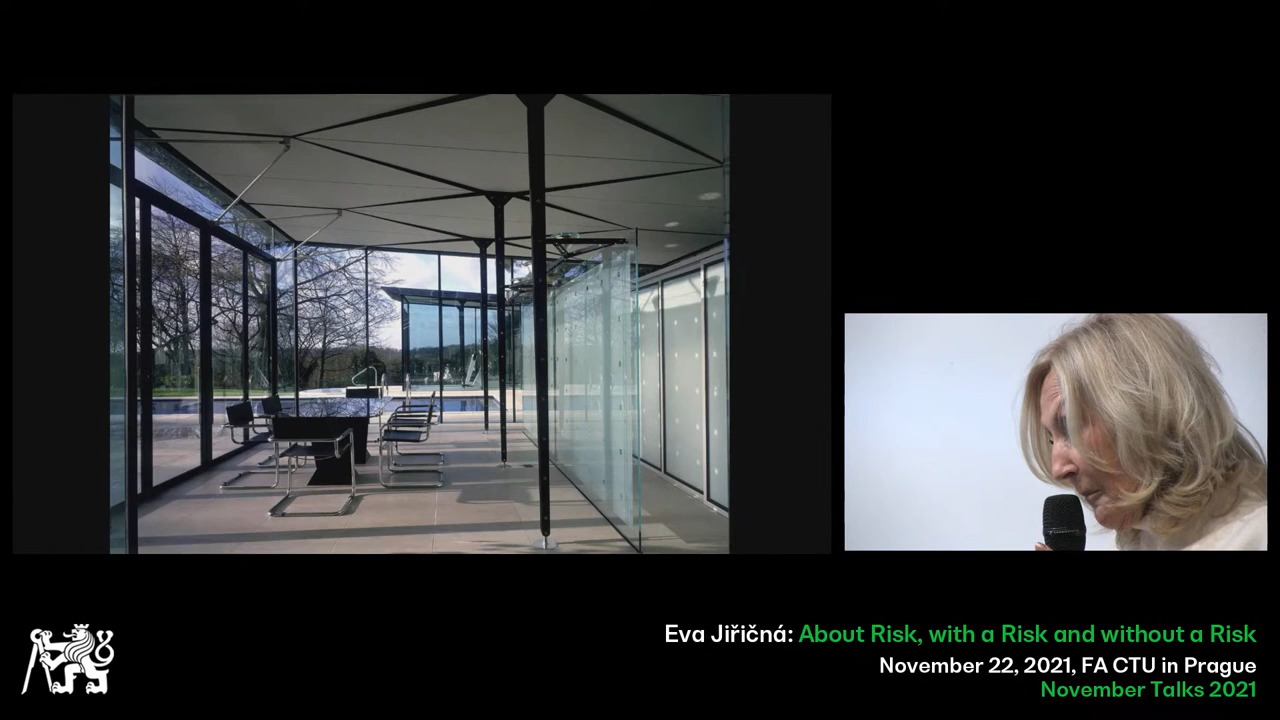 Eva Jiřičná: About Risk, with a Risk and without a Risk
November 22, 2021, FA CTU in Prague
November Talks 2021